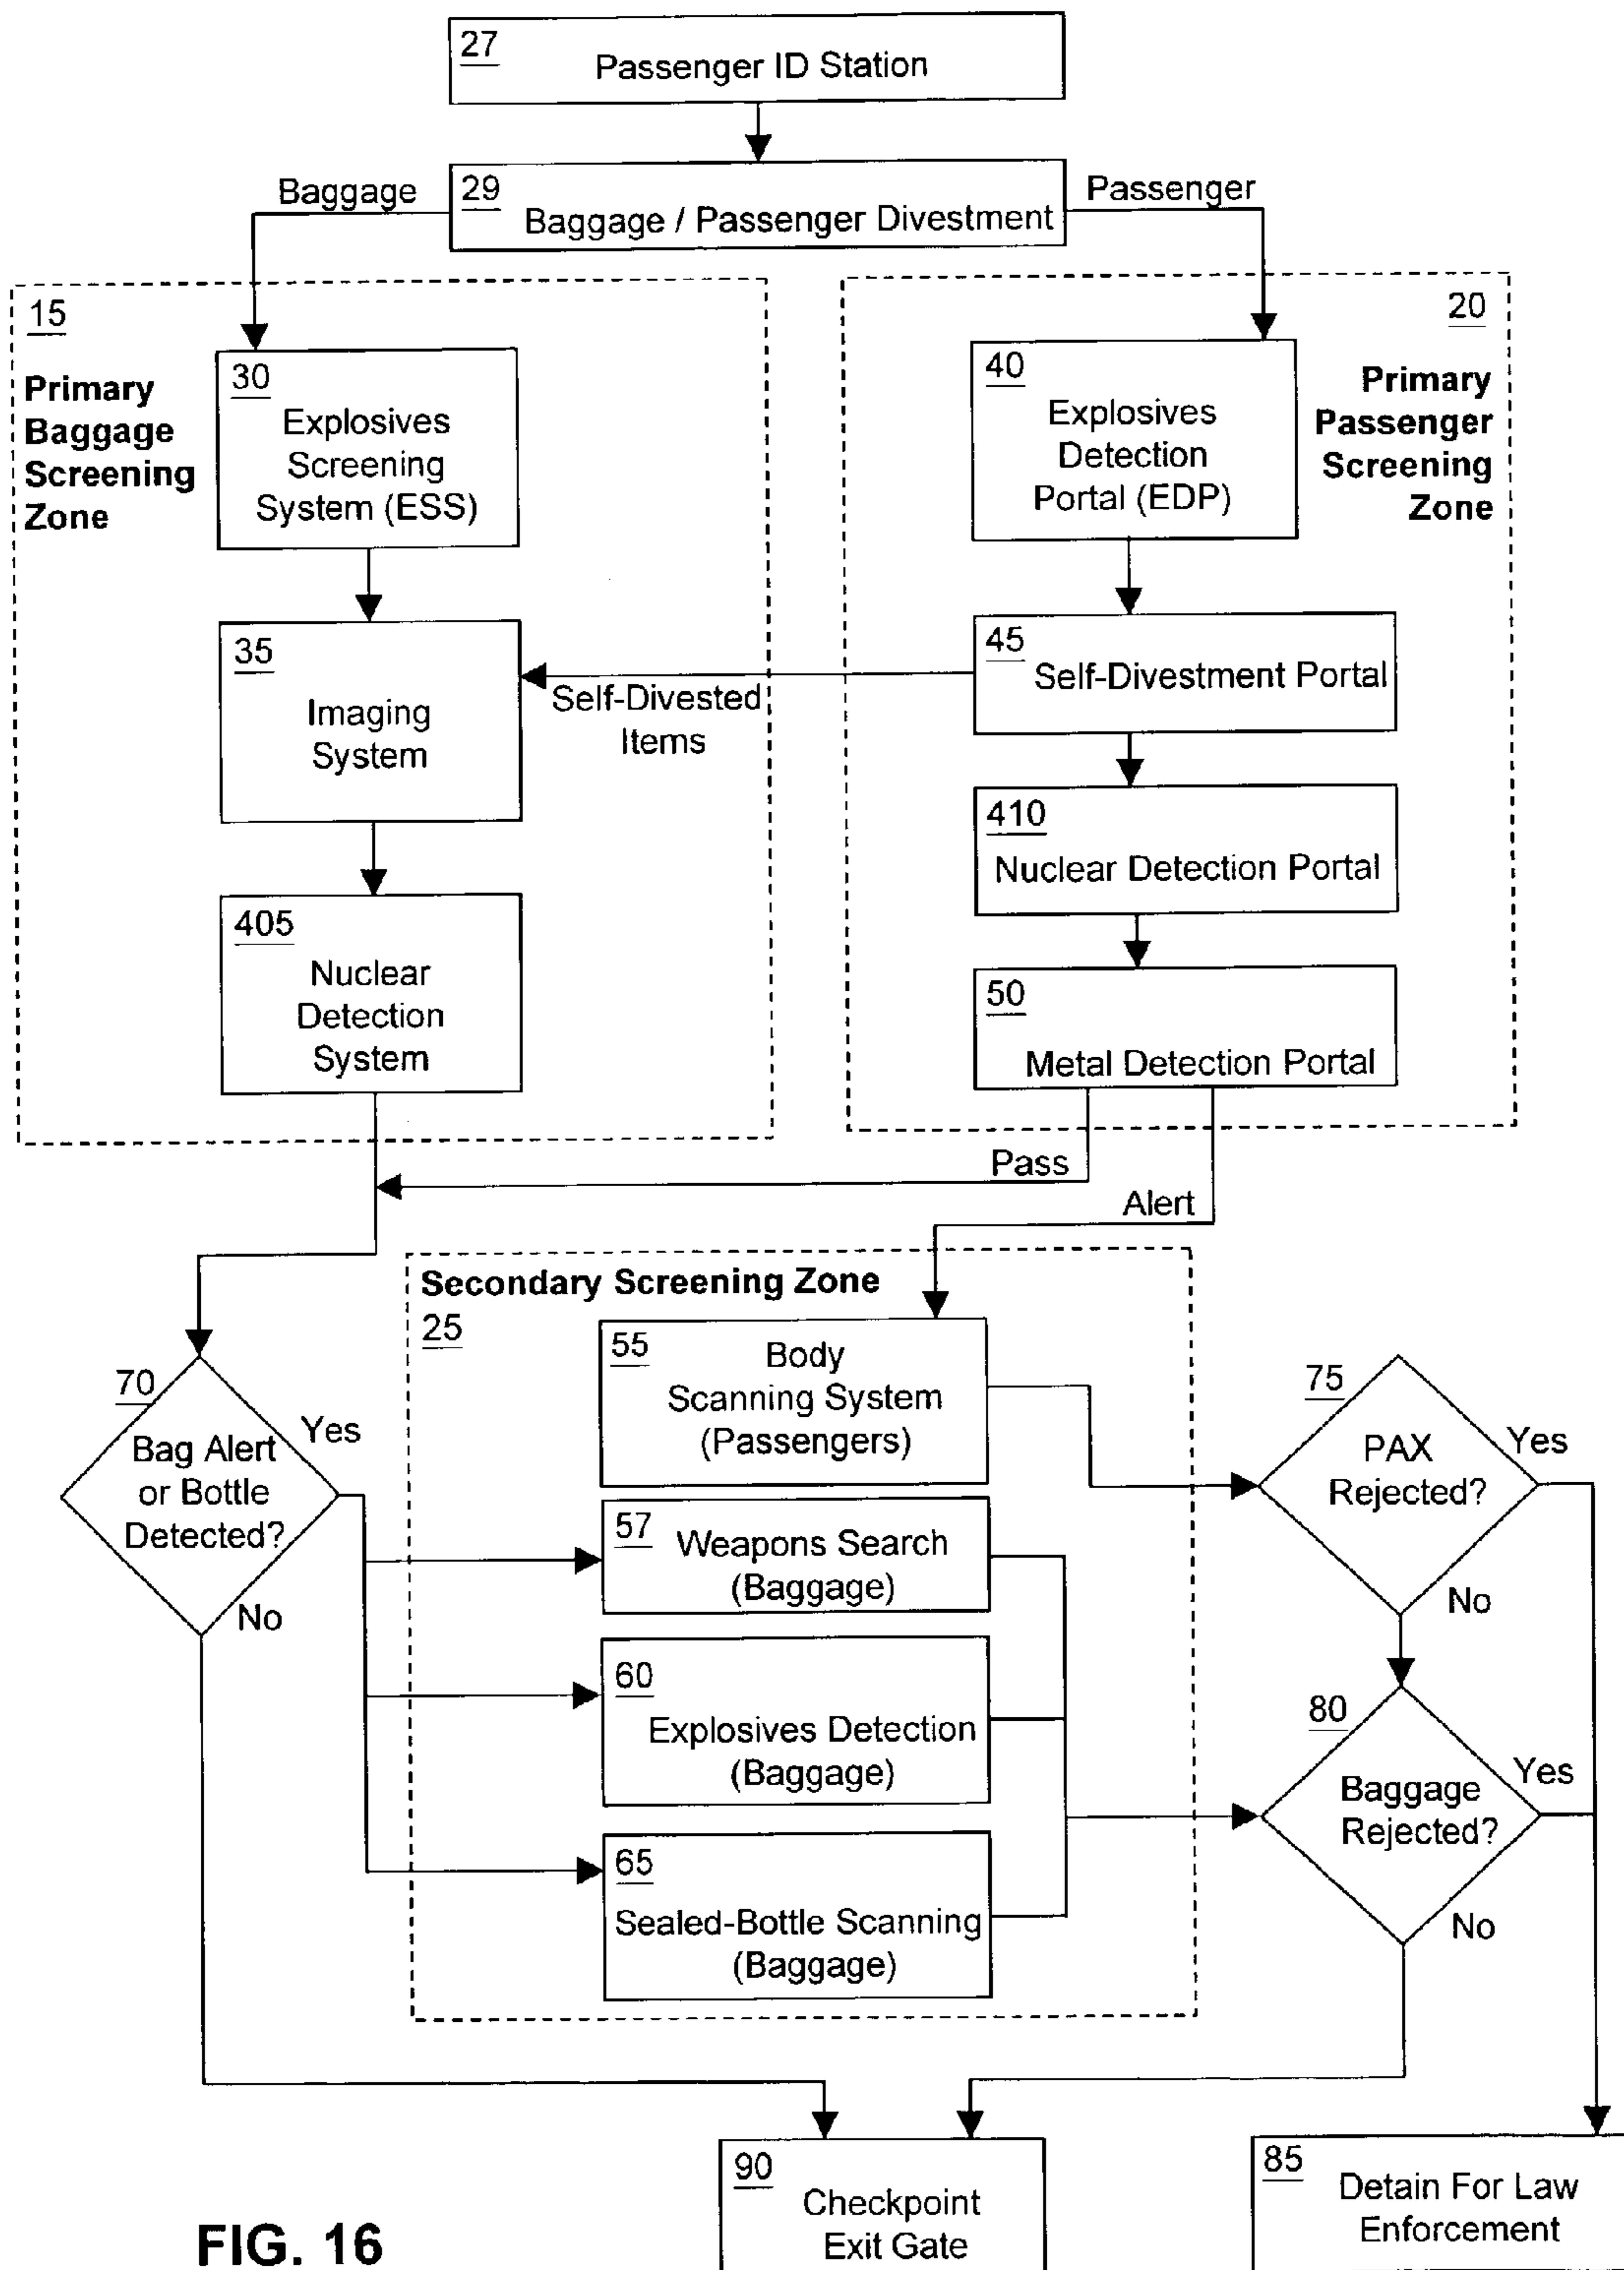 27
Passenger ID Station
Baggage
29
Baggage / Passenger Divestment
Passenger
15
Primary
Baggage
Screening
Zone
30
Explosives
Screening
System (ESS)
35
Imaging
System
405
Nuclear
Detection
System
20
Primary
Passenger
Screening
Zone
40
Explosives
Detection
Portal (EDP)
45
Self-Divestment Portal
Self-Divested
Items
410
Nuclear Detection Portal
50
Metal Detection Portal
Pass
Alert
Secondary Screening Zone
25
55
Body
Scanning System
(Passengers)
57
Weapons Search
(Baggage)
60
Explosives Detection
(Baggage)
65
Sealed-Bottle Scanning
(Baggage)
70
Bag Alert
or Bottle
Detected?
Yes
No
75
PAX
Rejected?
Yes
No
80
Baggage
Rejected?
Yes
No
90
Checkpoint
Exit Gate
85
Detain For Law
Enforcement
FIG. 16